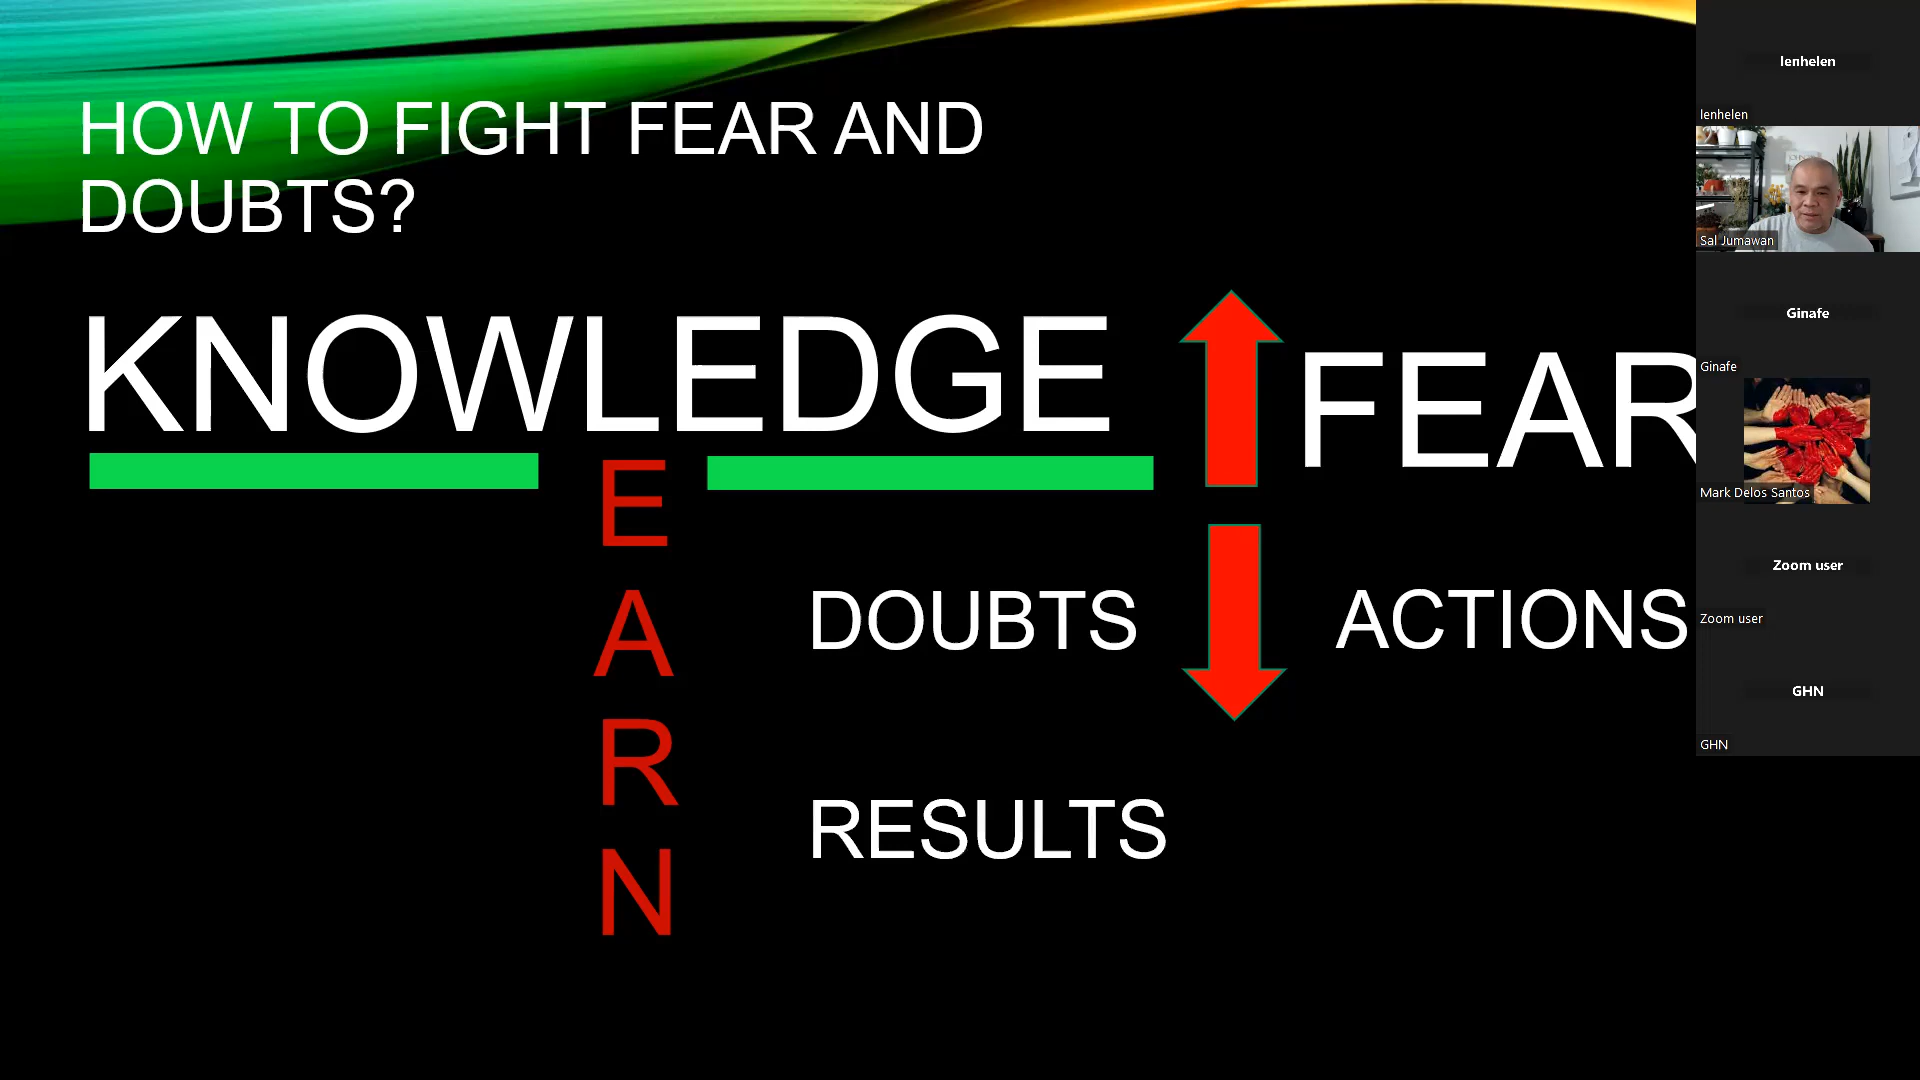 HOW TO FIGHT FEAR AND
DOUBTS?
KNOWLEDGE
FEAR
E
A
R
N
DOUBTS
ACTIONS
RESULTS
lenhelen
lenhelen
Sal Jumawan
Ginafe
Ginafe
Mark Delos Santos
Zoom user
Zoom user
GHN
GHN